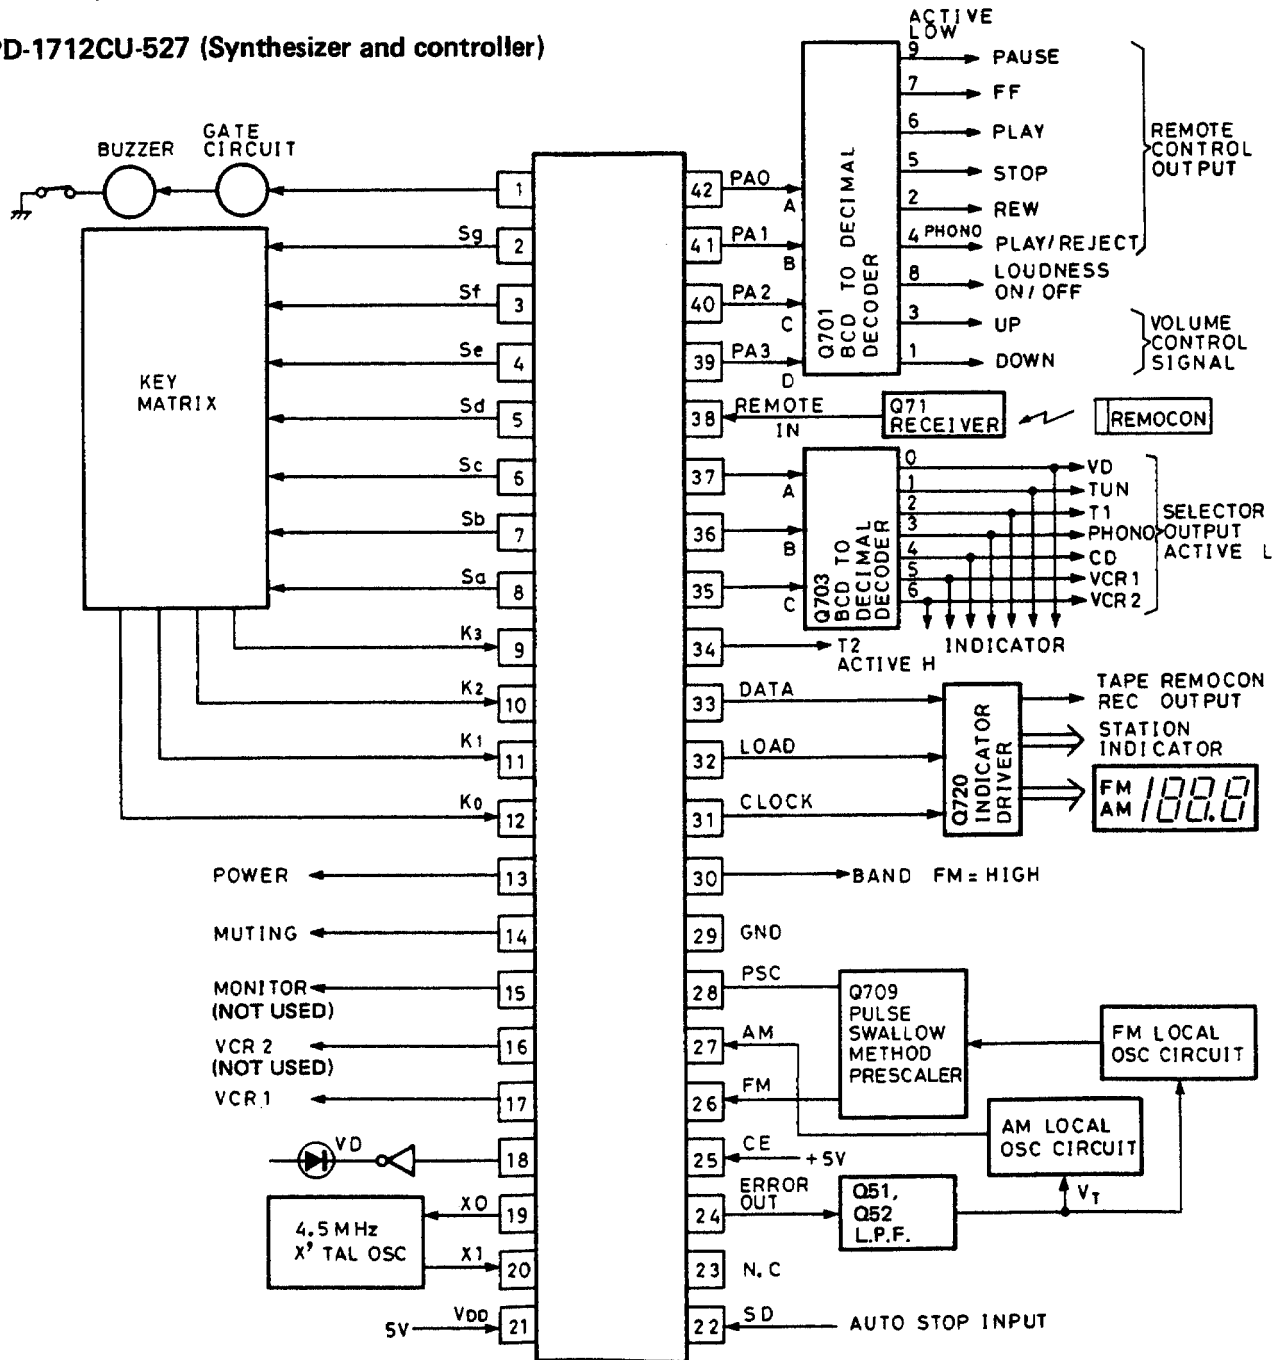 PD-1712CU-527 (Synthesizer and controller)
BUZZER
GATE
CIRCUIT
KEY
MATRIX
1
Sg 2
Sf 3
Se 4
Sd 5
Sc 6
Sb 7
Sa 8
K3 9
K2 10
K1 11
K0 12
POWER 13
MUTING 14
MONITOR 15
(NOT USED)
VCR 2 16
(NOT USED)
VCR 1 17
VD 18
4.5MHz
X' TAL OSC
X0 19
X1 20
5V VDD 21
42 PA0 A
41 PA1 B
40 PA2 C
39 PA3 D
Q701
BCD TO DECIMAL
DECODER
ACTIVE
LOW
9 PAUSE
7 FF
6 PLAY
5 STOP
2 REW
4 PHONO PLAY/REJECT
8 LOUDNESS
ON/OFF
3 UP
1 DOWN
REMOTE
CONTROL
OUTPUT
VOLUME
CONTROL
SIGNAL
38 REMOTE
IN
Q71
RECEIVER
REMOCON
37 A
36 B
35 C
Q703
BCD TO
DECIMAL
DECODER
0 VD
1 TUN
2 T1
3 PHONO
4 CD
5 VCR1
6 VCR2
SELECTOR
OUTPUT
ACTIVE L
INDICATOR
34 T2
ACTIVE H
33 DATA
32 LOAD
31 CLOCK
Q720
INDICATOR
DRIVER
TAPE REMOCON
REC OUTPUT
STATION
INDICATOR
FM
AM 188.8
30 BAND FM=HIGH
29 GND
28 PSC
27 AM
26 FM
Q709
PULSE
SWALLOW
METHOD
PRESCALER
FM LOCAL
OSC CIRCUIT
AM LOCAL
OSC CIRCUIT
25 CE +5V
24 ERROR
OUT
Q51,
Q52
L.P.F.
VT
23 N.C
22 SD AUTO STOP INPUT